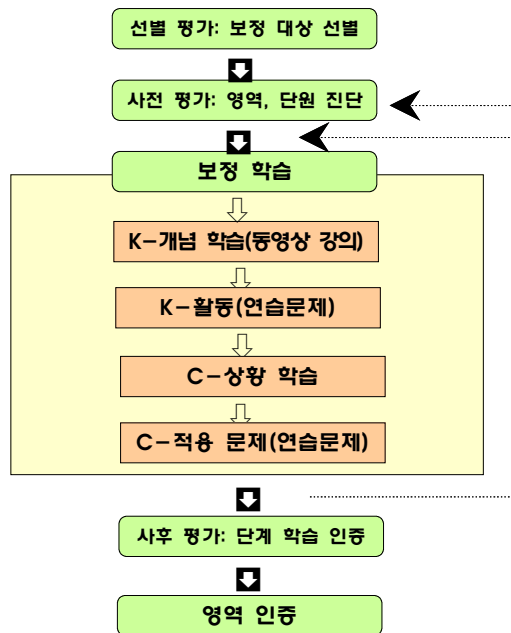 선별 평가: 보정 대상 선별
사전 평가: 영역, 단원 진단
보정 학습
K-개념 학습(동영상 강의)
K-활동(연습문제)
C-상황 학습
C-적용 문제(연습문제)
사후 평가: 단계 학습 인증
영역 인증